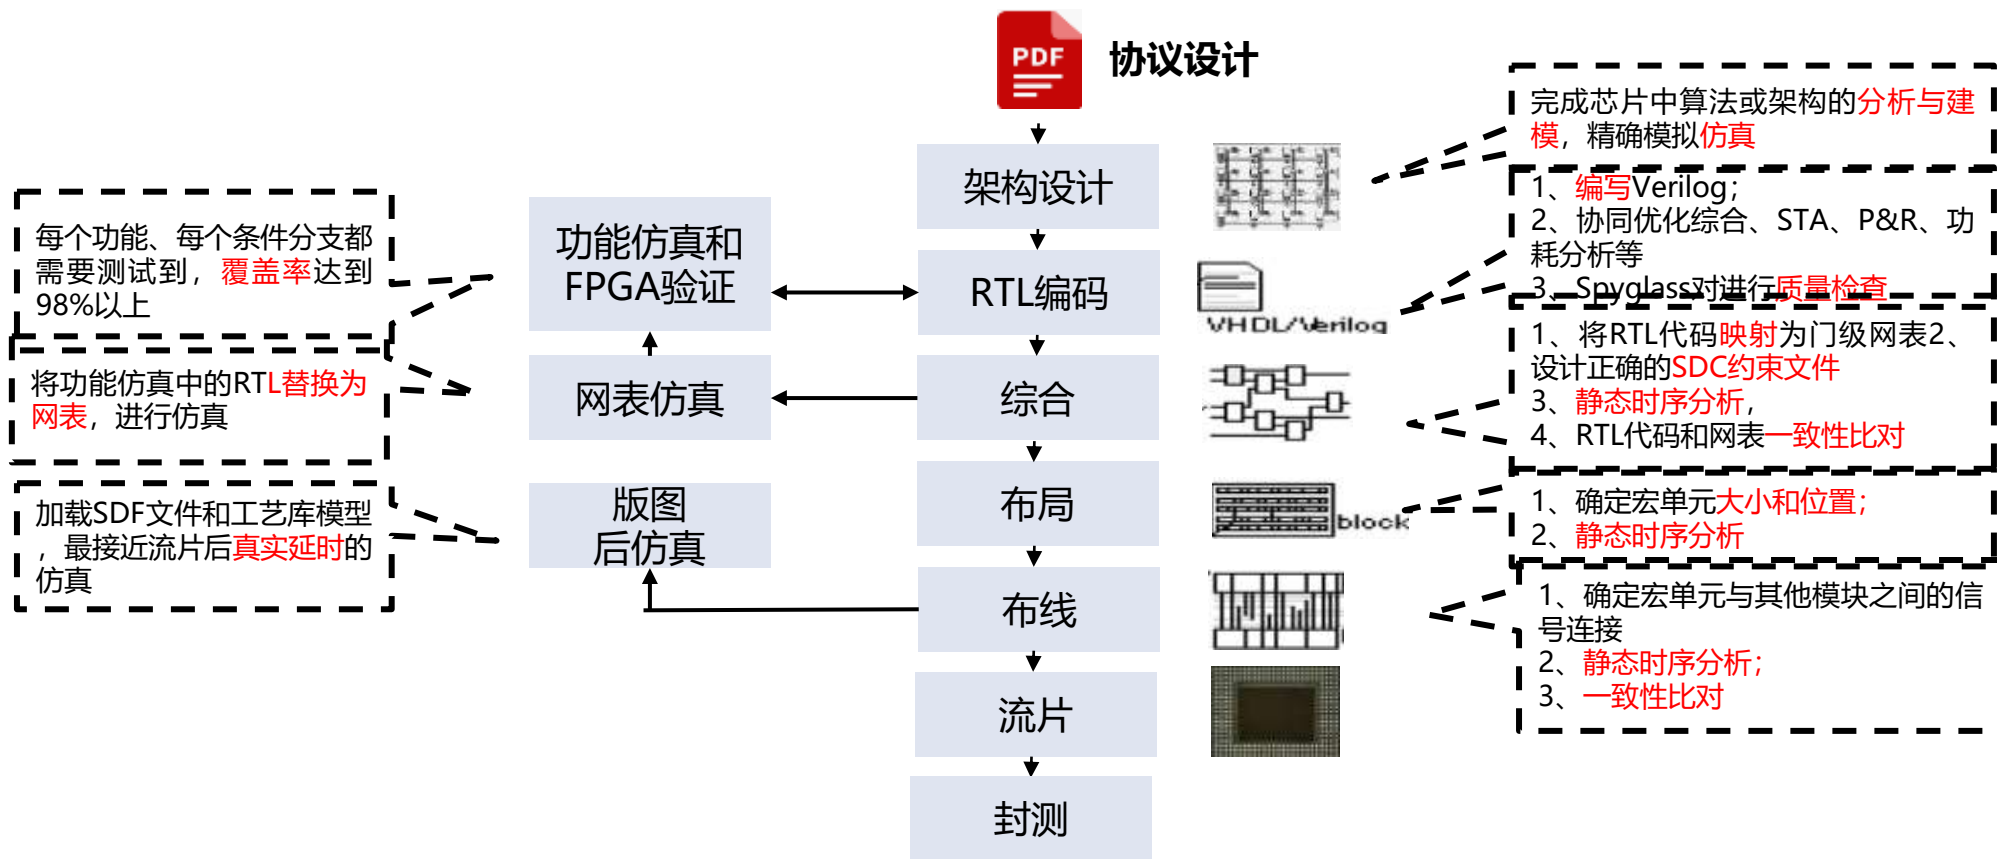 PDF
协议设计
架构设计
RTL编码
综合
布局
布线
流片
封测
功能仿真和
FPGA验证
网表仿真
版图
后仿真
每个功能、每个条件分支都
需要测试到，覆盖率达到
98%以上
将功能仿真中的RTL替换为
网表，进行仿真
加载SDF文件和工艺库模型
，最接近流片后真实延时的
仿真
VHDL/Verilog
block
完成芯片中算法或架构的分析与建
模，精确模拟仿真
1、编写Verilog；
2、协同优化综合、STA、P&R、功
耗分析等
3、Spyglass对进行质量检查
1、将RTL代码映射为门级网表2、
设计正确的SDC约束文件
3、静态时序分析，
4、RTL代码和网表一致性比对
1、确定宏单元大小和位置；
2、静态时序分析
1、确定宏单元与其他模块之间的信
号连接
2、静态时序分析；
3、一致性比对